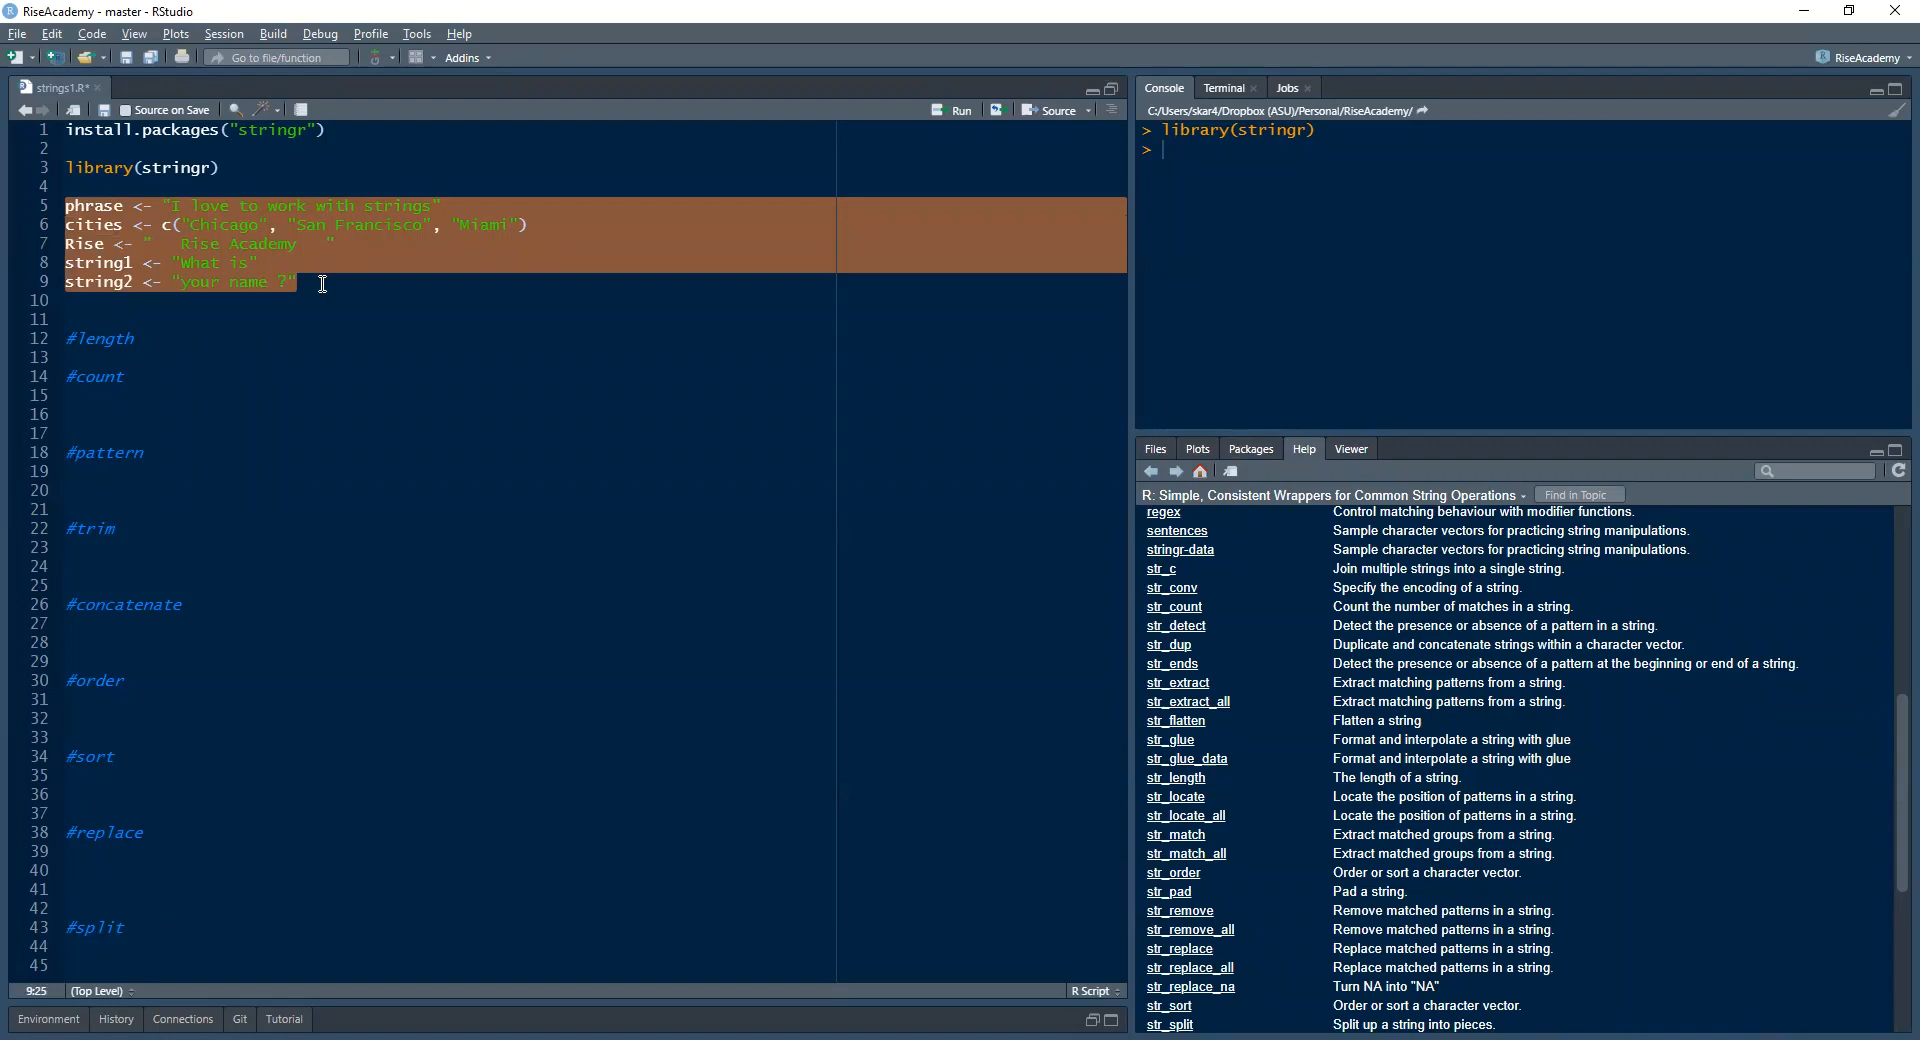 RiseAcademy - master - RStudio
File Edit Code View Plots Session Build Debug Profile Tools Help
Go to file/function Addins RiseAcademy
strings1.R*
Source on Save Run Source
1 install.packages("stringr")
2
3 library(stringr)
4
5 phrase <- "I love to work with strings"
6 cities <- c("Chicago", "San Francisco", "Miami")
7 Rise <- "   Rise Academy   "
8 string1 <- "What is"
9 string2 <- "your name ?"
10
11
12 #length
13
14 #count
15
16
17
18 #pattern
19
20
21
22 #trim
23
24
25
26 #concatenate
27
28
29
30 #order
31
32
33
34 #sort
35
36
37
38 #replace
39
40
41
42
43 #split
44
45
9:25 (Top Level) R Script
Environment History Connections Git Tutorial
Console Terminal Jobs
C:/Users/skar4/Dropbox (ASU)/Personal/RiseAcademy/
> library(stringr)
>
Files Plots Packages Help Viewer
R: Simple, Consistent Wrappers for Common String Operations Find in Topic
regex Control matching behaviour with modifier functions.
sentences Sample character vectors for practicing string manipulations.
stringr-data Sample character vectors for practicing string manipulations.
str_c Join multiple strings into a single string.
str_conv Specify the encoding of a string.
str_count Count the number of matches in a string.
str_detect Detect the presence or absence of a pattern in a string.
str_dup Duplicate and concatenate strings within a character vector.
str_ends Detect the presence or absence of a pattern at the beginning or end of a string.
str_extract Extract matching patterns from a string.
str_extract_all Extract matching patterns from a string.
str_flatten Flatten a string
str_glue Format and interpolate a string with glue
str_glue_data Format and interpolate a string with glue
str_length The length of a string.
str_locate Locate the position of patterns in a string.
str_locate_all Locate the position of patterns in a string.
str_match Extract matched groups from a string.
str_match_all Extract matched groups from a string.
str_order Order or sort a character vector.
str_pad Pad a string.
str_remove Remove matched patterns in a string.
str_remove_all Remove matched patterns in a string.
str_replace Replace matched patterns in a string.
str_replace_all Replace matched patterns in a string.
str_replace_na Turn NA into "NA"
str_sort Order or sort a character vector.
str_split Split up a string into pieces.